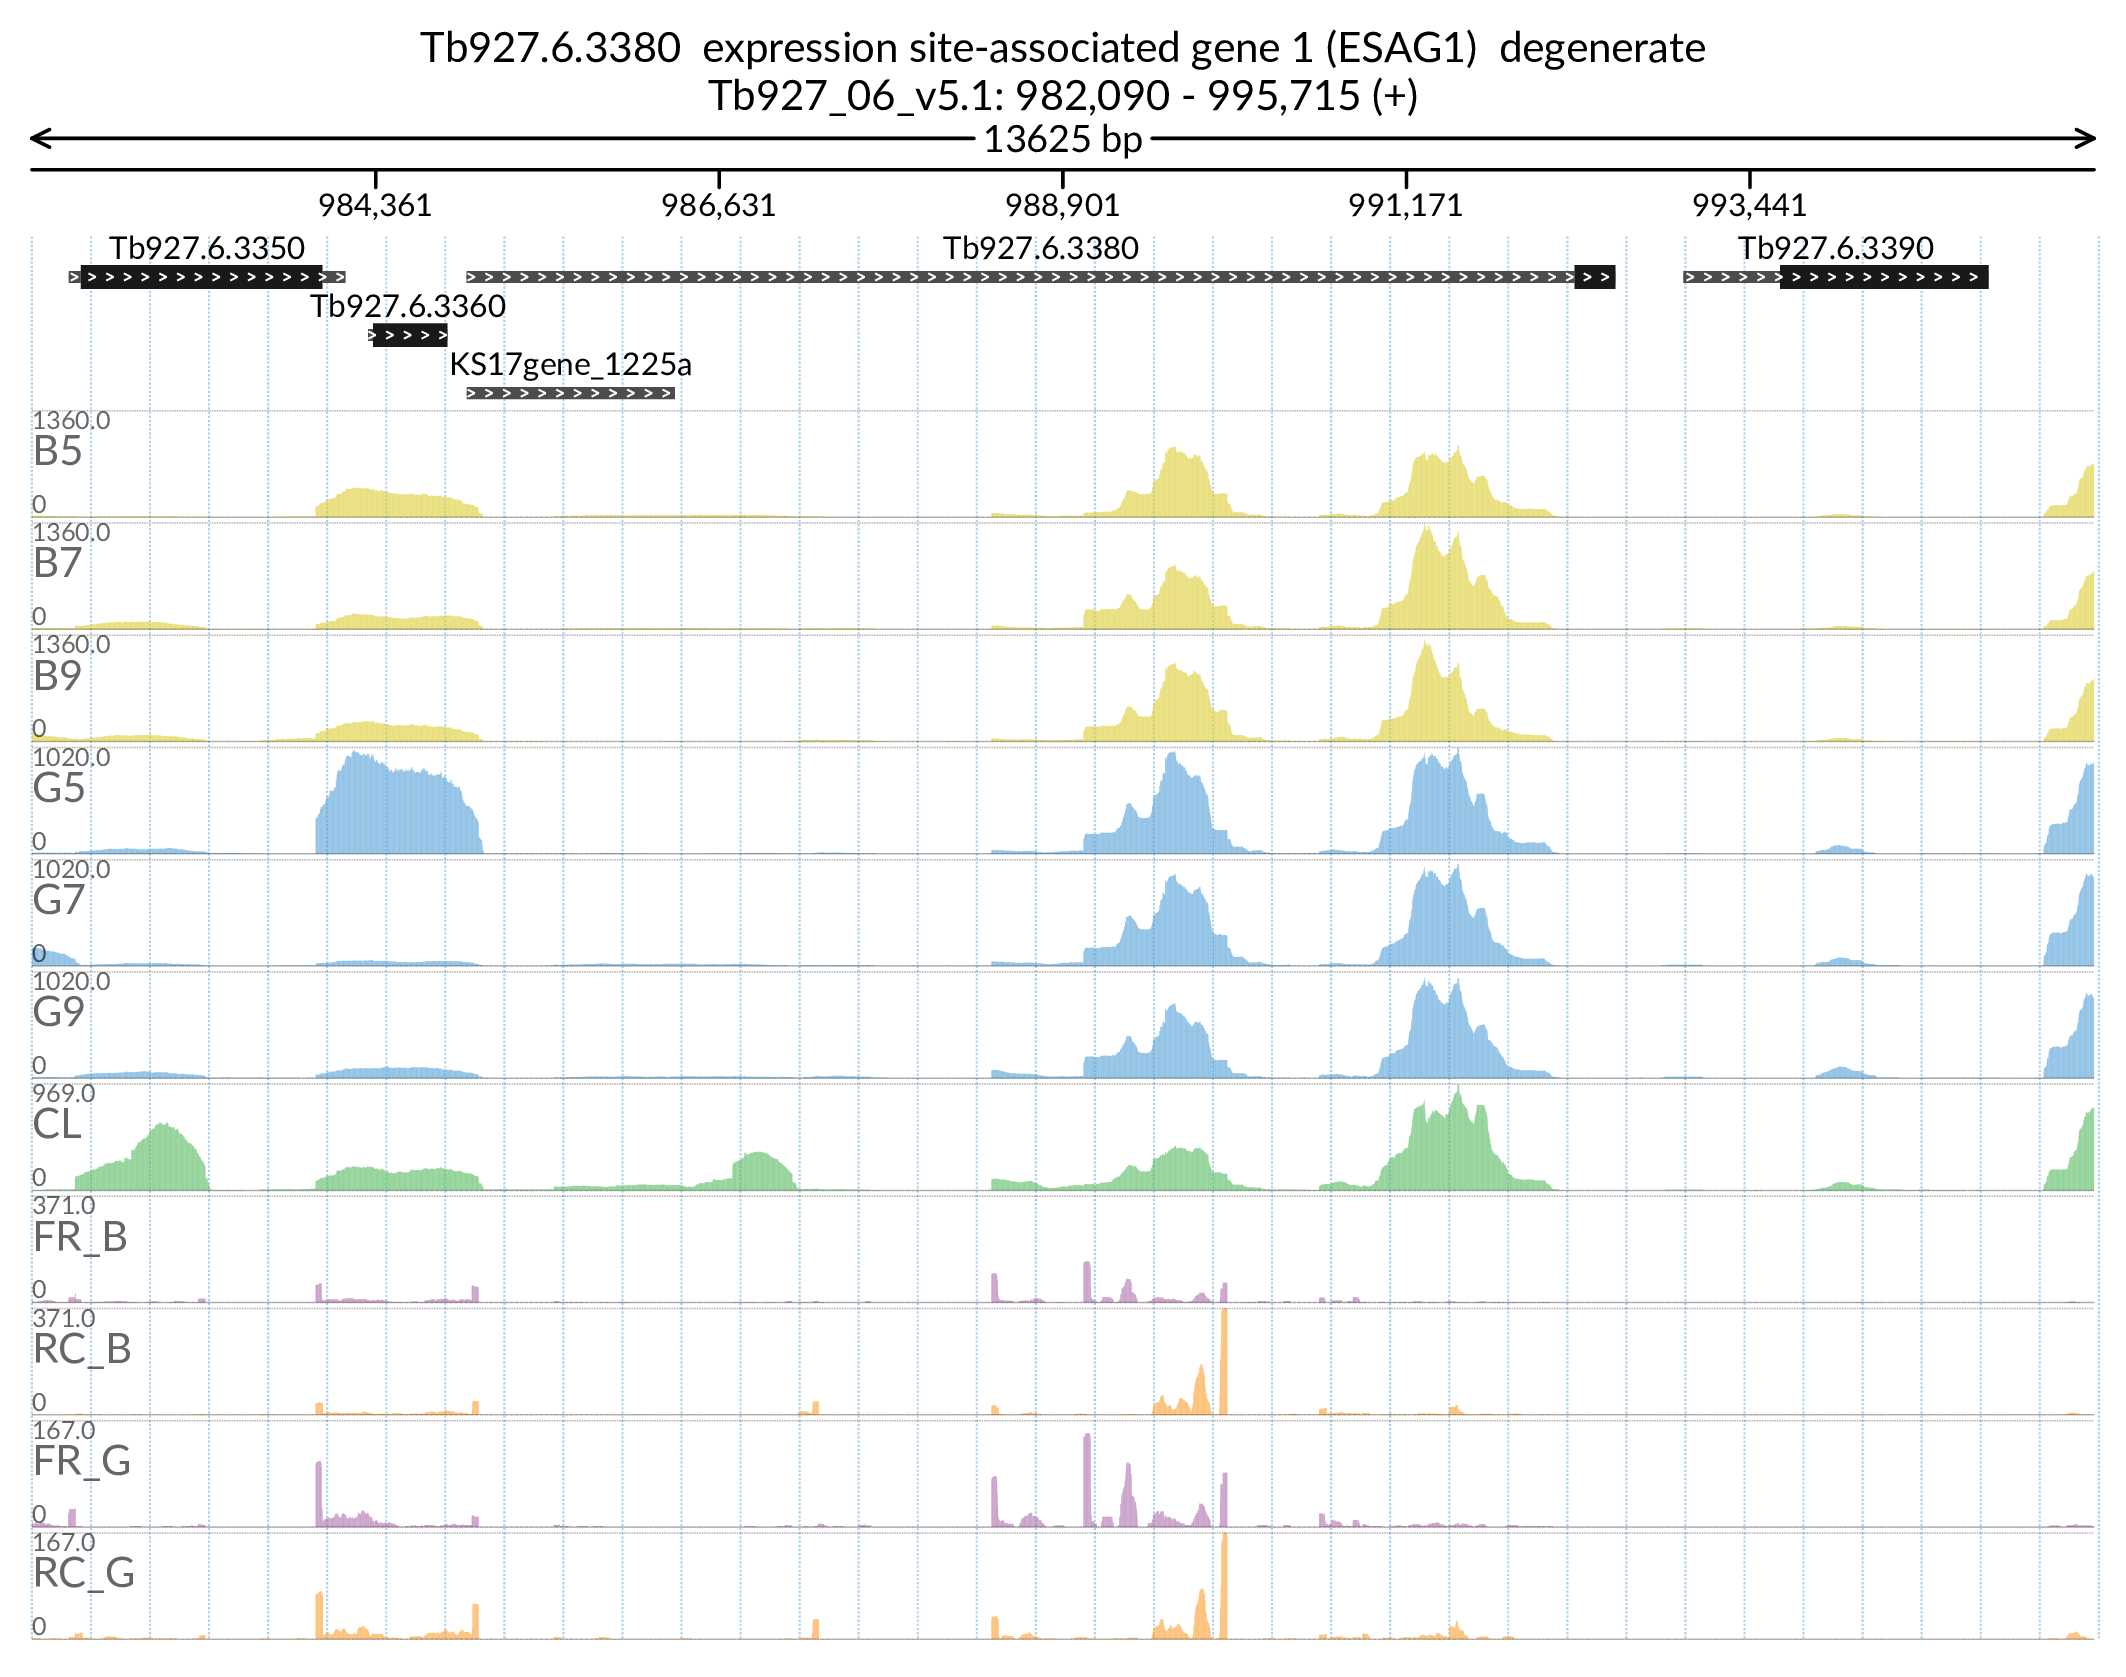 Tb927.6.3380  expression site-associated gene 1 (ESAG1)  degenerate
Tb927_06_v5.1: 982,090 - 995,715 (+)
13625 bp
984,361 986,631 988,901 991,171 993,441
Tb927.6.3350 Tb927.6.3380 Tb927.6.3390
Tb927.6.3360
KS17gene_1225a
1360.0
B5
0
1360.0
B7
0
1360.0
B9
0
1020.0
G5
0
1020.0
G7
0
1020.0
G9
0
969.0
CL
0
371.0
FR_B
0
371.0
RC_B
0
167.0
FR_G
0
167.0
RC_G
0